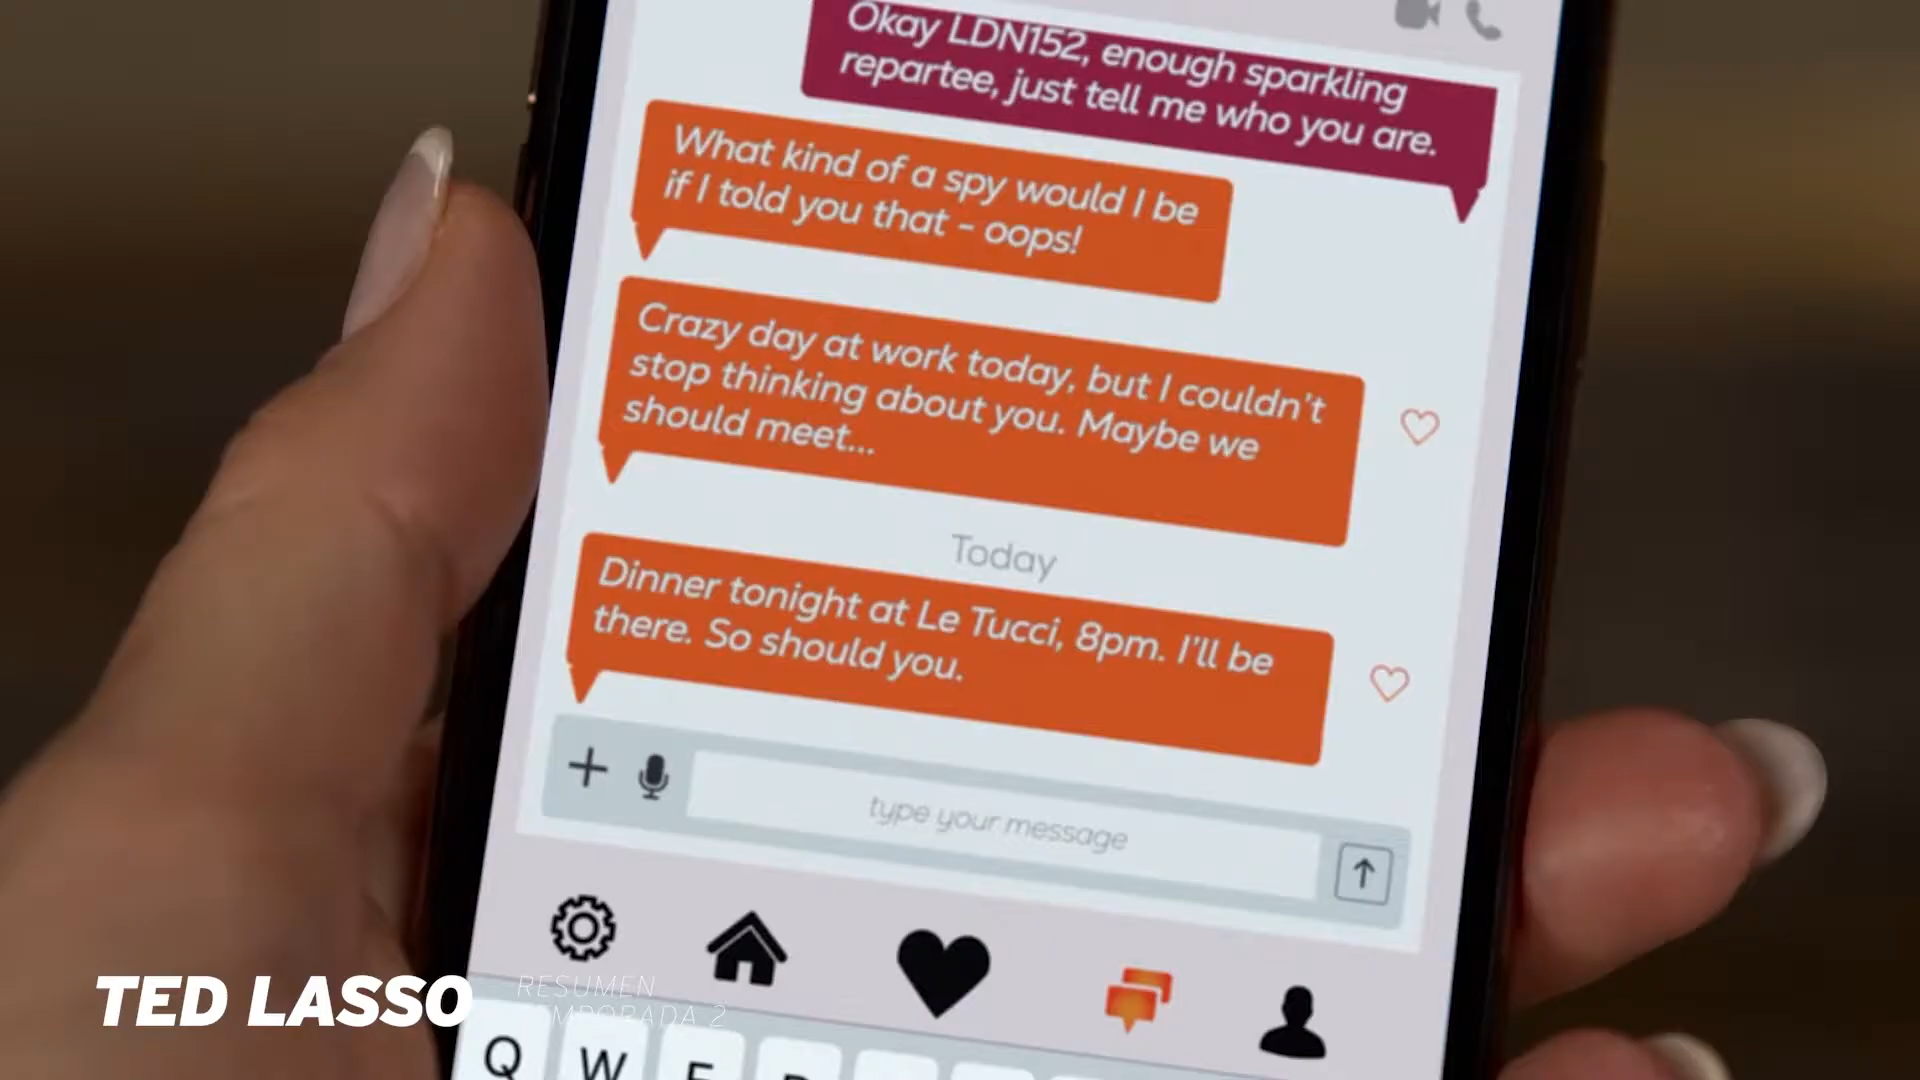 Okay LDN152, enough sparkling
repartee, just tell me who you are.
What kind of a spy would I be
if I told you that - oops!
Crazy day at work today, but I couldn't
stop thinking about you. Maybe we
should meet...
Today
Dinner tonight at Le Tucci, 8pm. I'll be
there. So should you.
type your message
TED LASSO
RESUMEN
TEMPORADA 2
Q W E